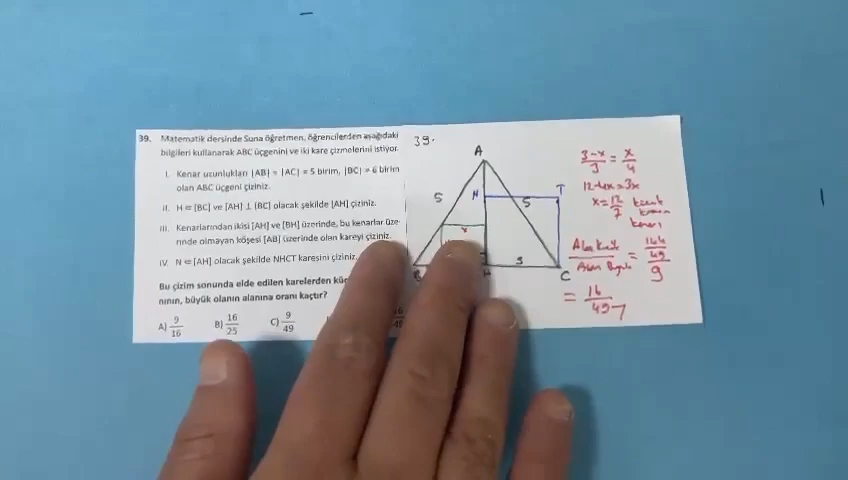 39. Matematik dersinde Suna öğretmen, öğrencilerden aşağıdaki
bilgileri kullanarak ABC üçgenini ve iki kare çizmelerini istiyor.
I. Kenar uzunlukları |AB| = |AC| = 5 birim, |BC| = 6 birim
olan ABC üçgeni çiziniz.
II. H ∈ [BC] ve [AH] ⊥ [BC] olacak şekilde [AH] çiziniz.
III. Kenarlarından ikisi [AH] ve [BH] üzerinde, bu kenarlar üze-
rinde olmayan köşesi [AB] üzerinde olan kareyi çiziniz.
IV. N ∈ [AH] olacak şekilde NHCT karesini çiziniz.
Bu çizim sonunda elde edilen karelerden
nının, büyük olanın alanına oranı kaçtır?
A) 9/16
B) 16/25
C) 9/49
39.
A
N
T
5
5
x
B
H
3
C
3-x/3 = x/4
12-4x=3x
x=12/7 küçük
karenin
kenarı
Alan Küçük/Alan Büyük = 144/49/9
= 16/49